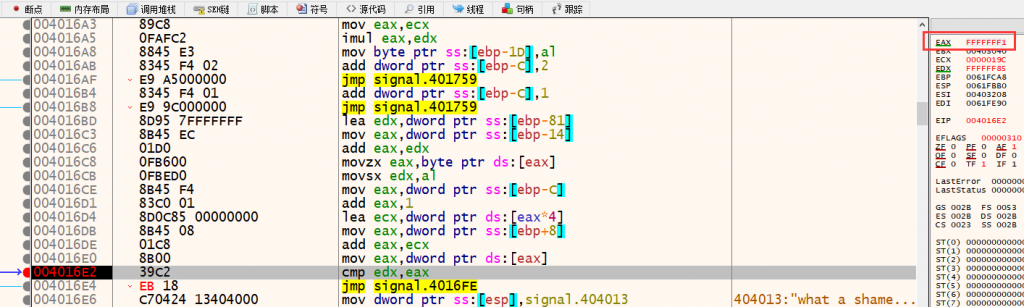 断点 内存布局 调用堆栈 SEH链 脚本 符号 源代码 引用 线程 句柄 跟踪
004016A3 89C8 mov eax,ecx
004016A5 0FAFC2 imul eax,edx
004016A8 8845 E3 mov byte ptr ss:[ebp-1D],al
004016AB 8345 F4 02 add dword ptr ss:[ebp-C],2
004016AF E9 A5000000 jmp signal.401759
004016B4 8345 F4 01 add dword ptr ss:[ebp-C],1
004016B8 E9 9C000000 jmp signal.401759
004016BD 8D95 7FFFFFFF lea edx,dword ptr ss:[ebp-81]
004016C3 8B45 EC mov eax,dword ptr ss:[ebp-14]
004016C6 01D0 add eax,edx
004016C8 0FB600 movzx eax,byte ptr ds:[eax]
004016CB 0FBED0 movsx edx,al
004016CE 8B45 F4 mov eax,dword ptr ss:[ebp-C]
004016D1 83C0 01 add eax,1
004016D4 8D0C85 00000000 lea ecx,dword ptr ds:[eax*4]
004016DB 8B45 08 mov eax,dword ptr ss:[ebp+8]
004016DE 01C8 add eax,ecx
004016E0 8B00 mov eax,dword ptr ds:[eax]
004016E2 39C2 cmp edx,eax
004016E4 EB 18 jmp signal.4016FE
004016E6 C70424 13404000 mov dword ptr ss:[esp],signal.404013 404013:"what a shame...
EAX FFFFFFF1
EBX 00403040
ECX 0000019C
EDX FFFFFF85
EBP 0061FCA8
ESP 0061FBB0
ESI 00403208
EDI 0061FE90
EIP 004016E2
EFLAGS 00000310
ZF 0 PF 0 AF 1
OF 0 SF 0 DF 0
CF 0 TF 1 IF 1
LastError 0000000
LastStatus 0000000
GS 002B FS 0053
ES 002B DS 002B
CS 0023 SS 002B
ST(0) 000000000000
ST(1) 000000000000
ST(2) 000000000000
ST(3) 000000000000
ST(4) 000000000000
ST(5) 000000000000
ST(6) 000000000000
ST(7) 000000000000